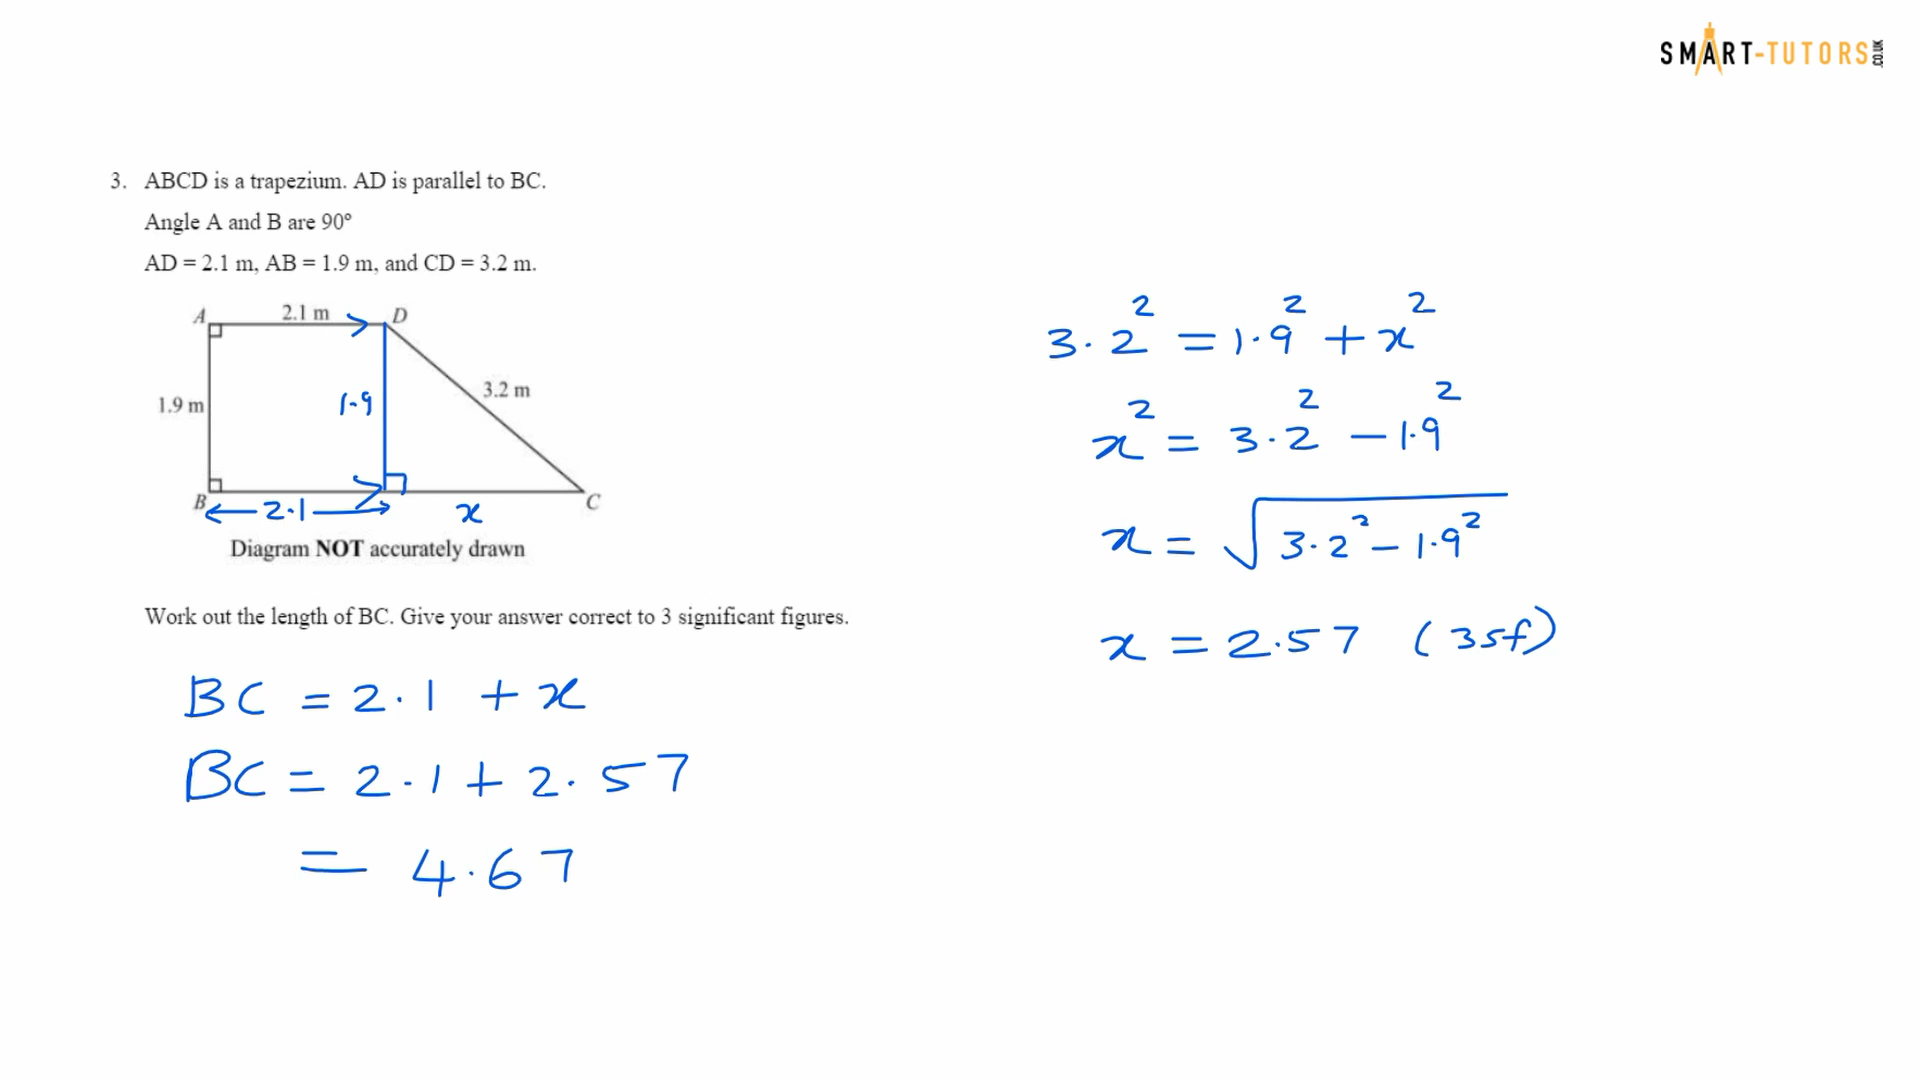 SMART-TUTORS.CO.UK
3. ABCD is a trapezium. AD is parallel to BC.
Angle A and B are 90°
AD = 2.1 m, AB = 1.9 m, and CD = 3.2 m.
A 2.1 m D
1.9 m 1.9 3.2 m
B 2.1 x C
Diagram NOT accurately drawn
Work out the length of BC. Give your answer correct to 3 significant figures.
BC = 2.1 + x
BC = 2.1 + 2.57
= 4.67
3.2² = 1.9² + x²
x² = 3.2² − 1.9²
x = √3.2² − 1.9²
x = 2.57 (3sf)